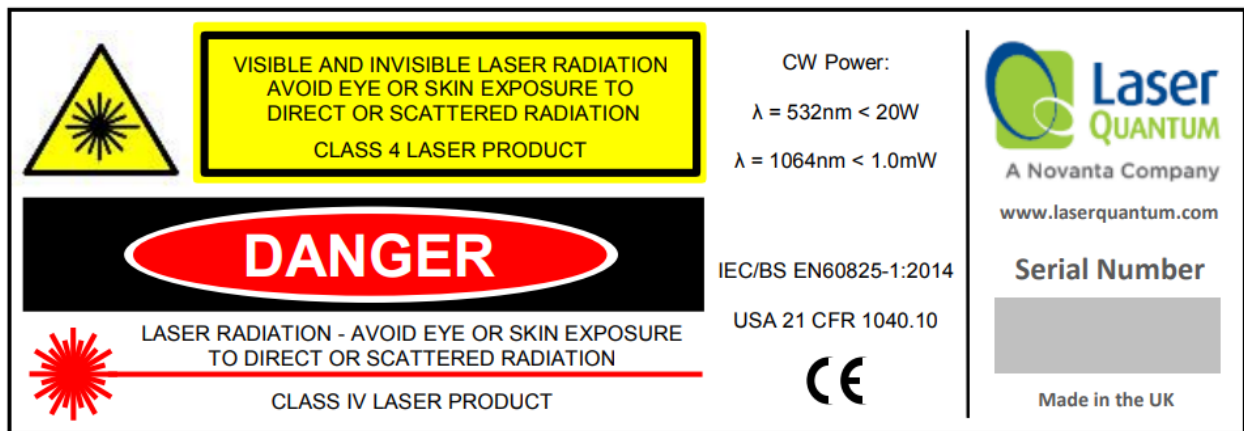 VISIBLE AND INVISIBLE LASER RADIATION
AVOID EYE OR SKIN EXPOSURE TO
DIRECT OR SCATTERED RADIATION
CLASS 4 LASER PRODUCT
DANGER
LASER RADIATION - AVOID EYE OR SKIN EXPOSURE
TO DIRECT OR SCATTERED RADIATION
CLASS IV LASER PRODUCT
CW Power:
λ = 532nm < 20W
λ = 1064nm < 1.0mW
IEC/BS EN60825-1:2014
USA 21 CFR 1040.10
CE
Laser
QUANTUM
A Novanta Company
www.laserquantum.com
Serial Number
Made in the UK